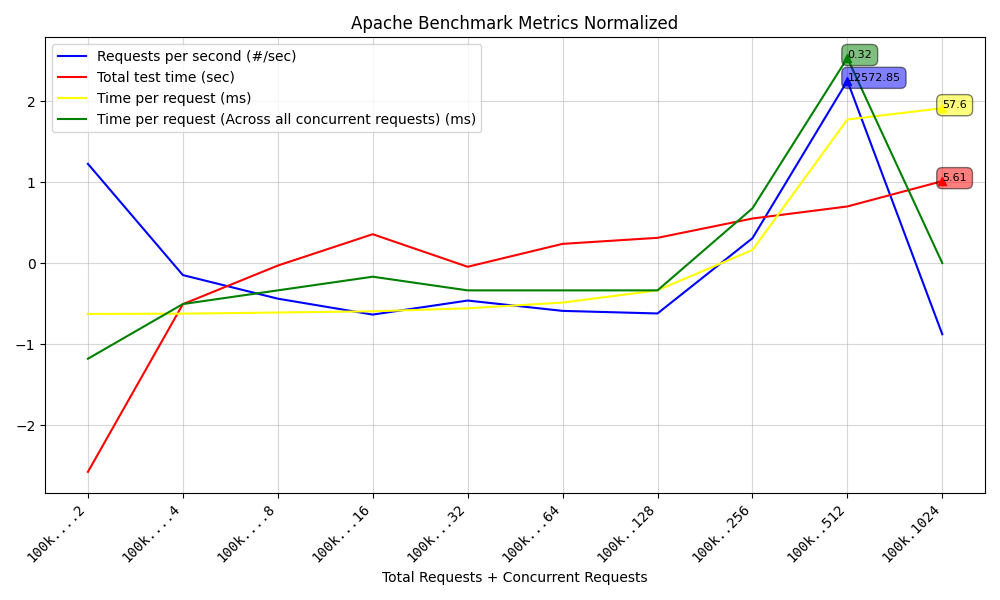 Apache Benchmark Metrics Normalized
Requests per second (#/sec)
Total test time (sec)
Time per request (ms)
Time per request (Across all concurrent requests) (ms)
0.32
12572.85
57.6
5.61
2
1
0
−1
−2
100k....2
100k....4
100k....8
100k...16
100k...32
100k...64
100k..128
100k..256
100k..512
100k.1024
Total Requests + Concurrent Requests